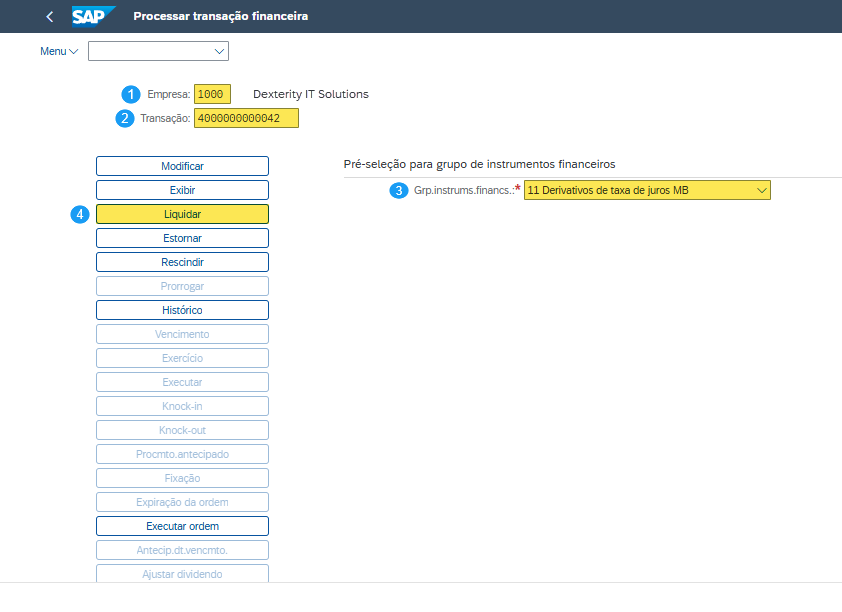 SAP Processar transação financeira
Menu
1 Empresa: 1000 Dexterity IT Solutions
2 Transação: 4000000000042
Modificar
Pré-seleção para grupo de instrumentos financeiros
Exibir
3 Grp.instrums.financs.:* 11 Derivativos de taxa de juros MB
4 Liquidar
Estornar
Rescindir
Prorrogar
Histórico
Vencimento
Exercício
Executar
Knock-in
Knock-out
Procmto.antecipado
Fixação
Expiração da ordem
Executar ordem
Antecip.dt.vencmto.
Ajustar dividendo